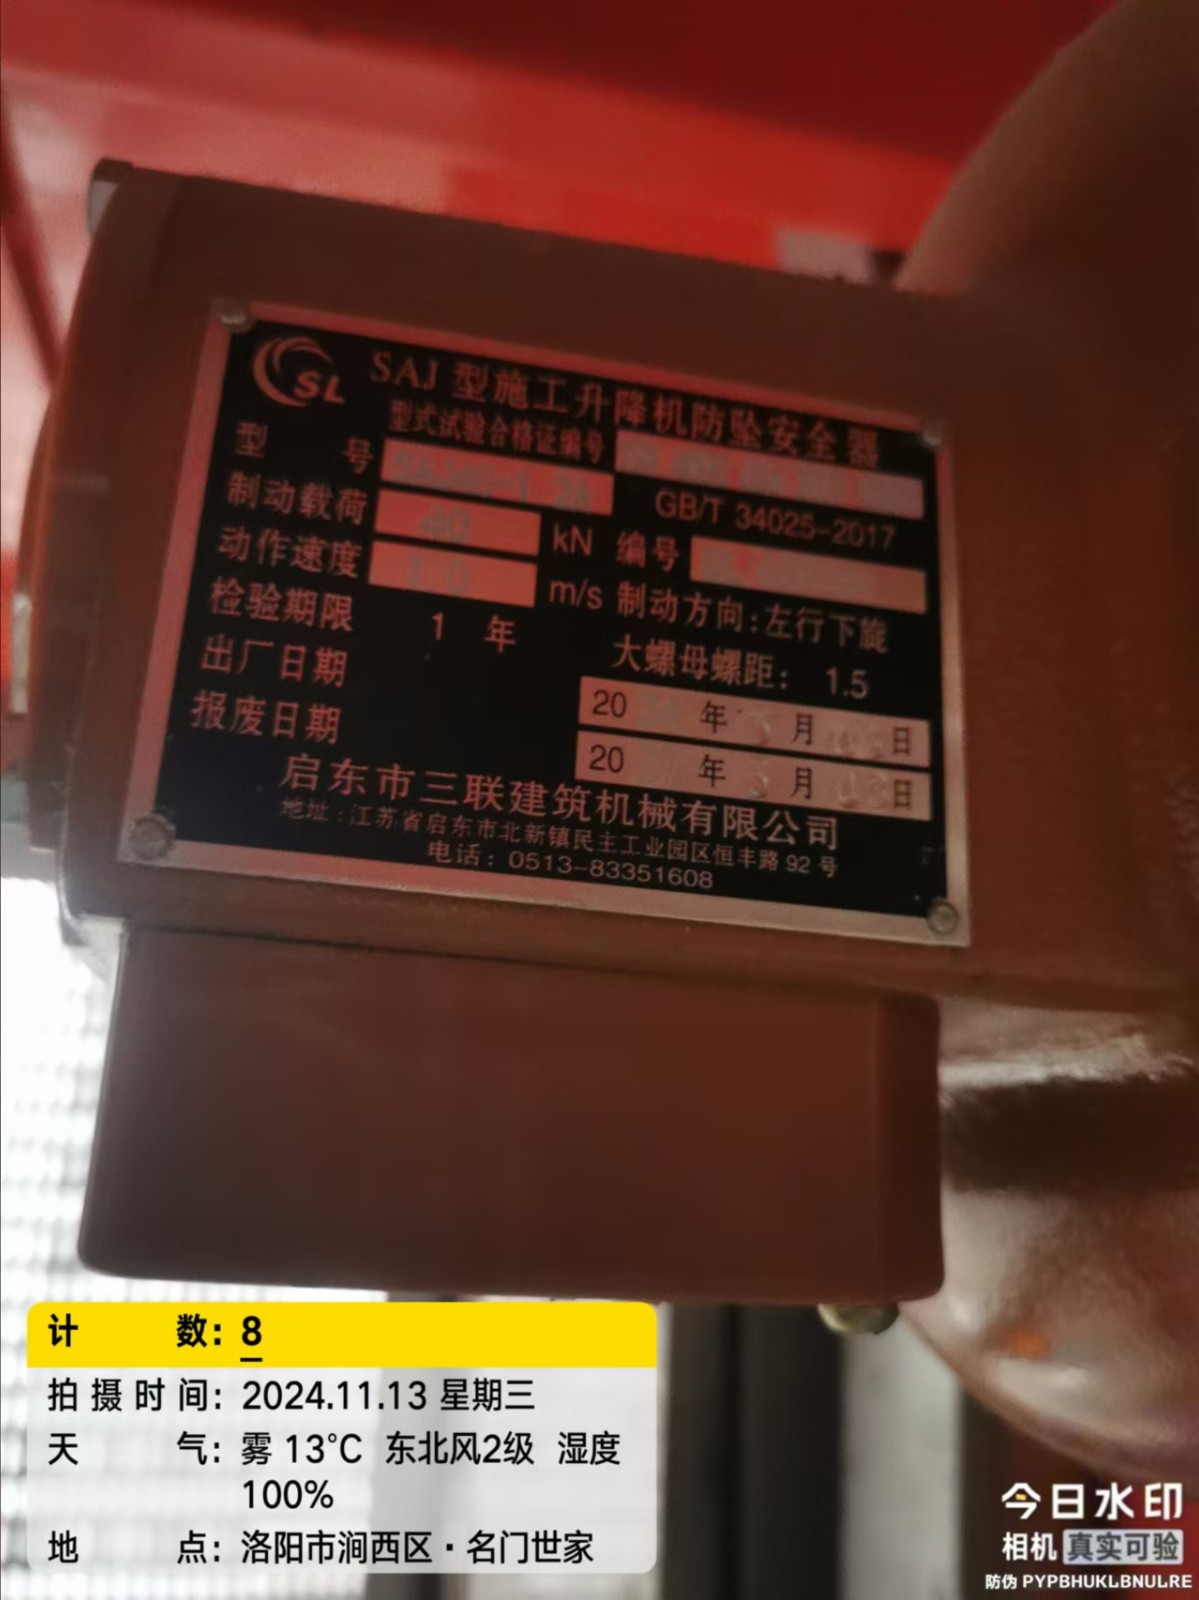 SL
SAJ 型施工升降机防坠安全器
型式试验合格证编号
型 号
GB/T 34025-2017
制动载荷 40 kN 编号
动作速度 1.0 m/s 制动方向:左行下旋
检验期限 1 年 大螺母螺距: 1.5
出厂日期 20 年 月 日
报废日期 20 年 月 日
启东市三联建筑机械有限公司
地址:江苏省启东市北新镇民主工业园区恒丰路 92 号
电话:0513-83351608
计 数: 8
拍摄时间: 2024.11.13 星期三
天 气: 雾 13℃ 东北风2级 湿度
100%
地 点: 洛阳市涧西区·名门世家
今日水印
相机 真实可验
防伪 PYPBHUKLBNULRE